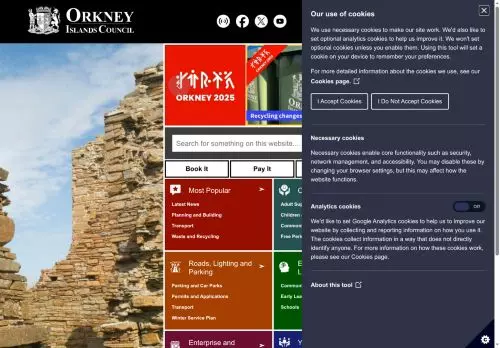 ORKNEY
ISLANDS COUNCIL
ORKNEY 2025
Recycling changes
Search for something on this website...
Book It
Pay It
Most Popular
Latest News
Planning and Building
Transport
Waste and Recycling
Adult Sup
Children
Commun
Free Park
Roads, Lighting and
Parking
Parking and Car Parks
Permits and Applications
Transport
Winter Service Plan
E
L
Commun
Early Lea
Schools
Enterprise and
Y
Our use of cookies
We use necessary cookies to make our site work. We'd also like to
set optional analytics cookies to help us improve it. We won't set
optional cookies unless you enable them. Using this tool will set a
cookie on your device to remember your preferences.
For more detailed information about the cookies we use, see our
Cookies page.
I Accept Cookies
I Do Not Accept Cookies
Necessary cookies
Necessary cookies enable core functionality such as security,
network management, and accessibility. You may disable these by
changing your browser settings, but this may affect how the
website functions.
Analytics cookies
Off
We'd like to set Google Analytics cookies to help us to improve our
website by collecting and reporting information on how you use it.
The cookies collect information in a way that does not directly
identify anyone. For more information on how these cookies work,
please see our Cookies page.
About this tool